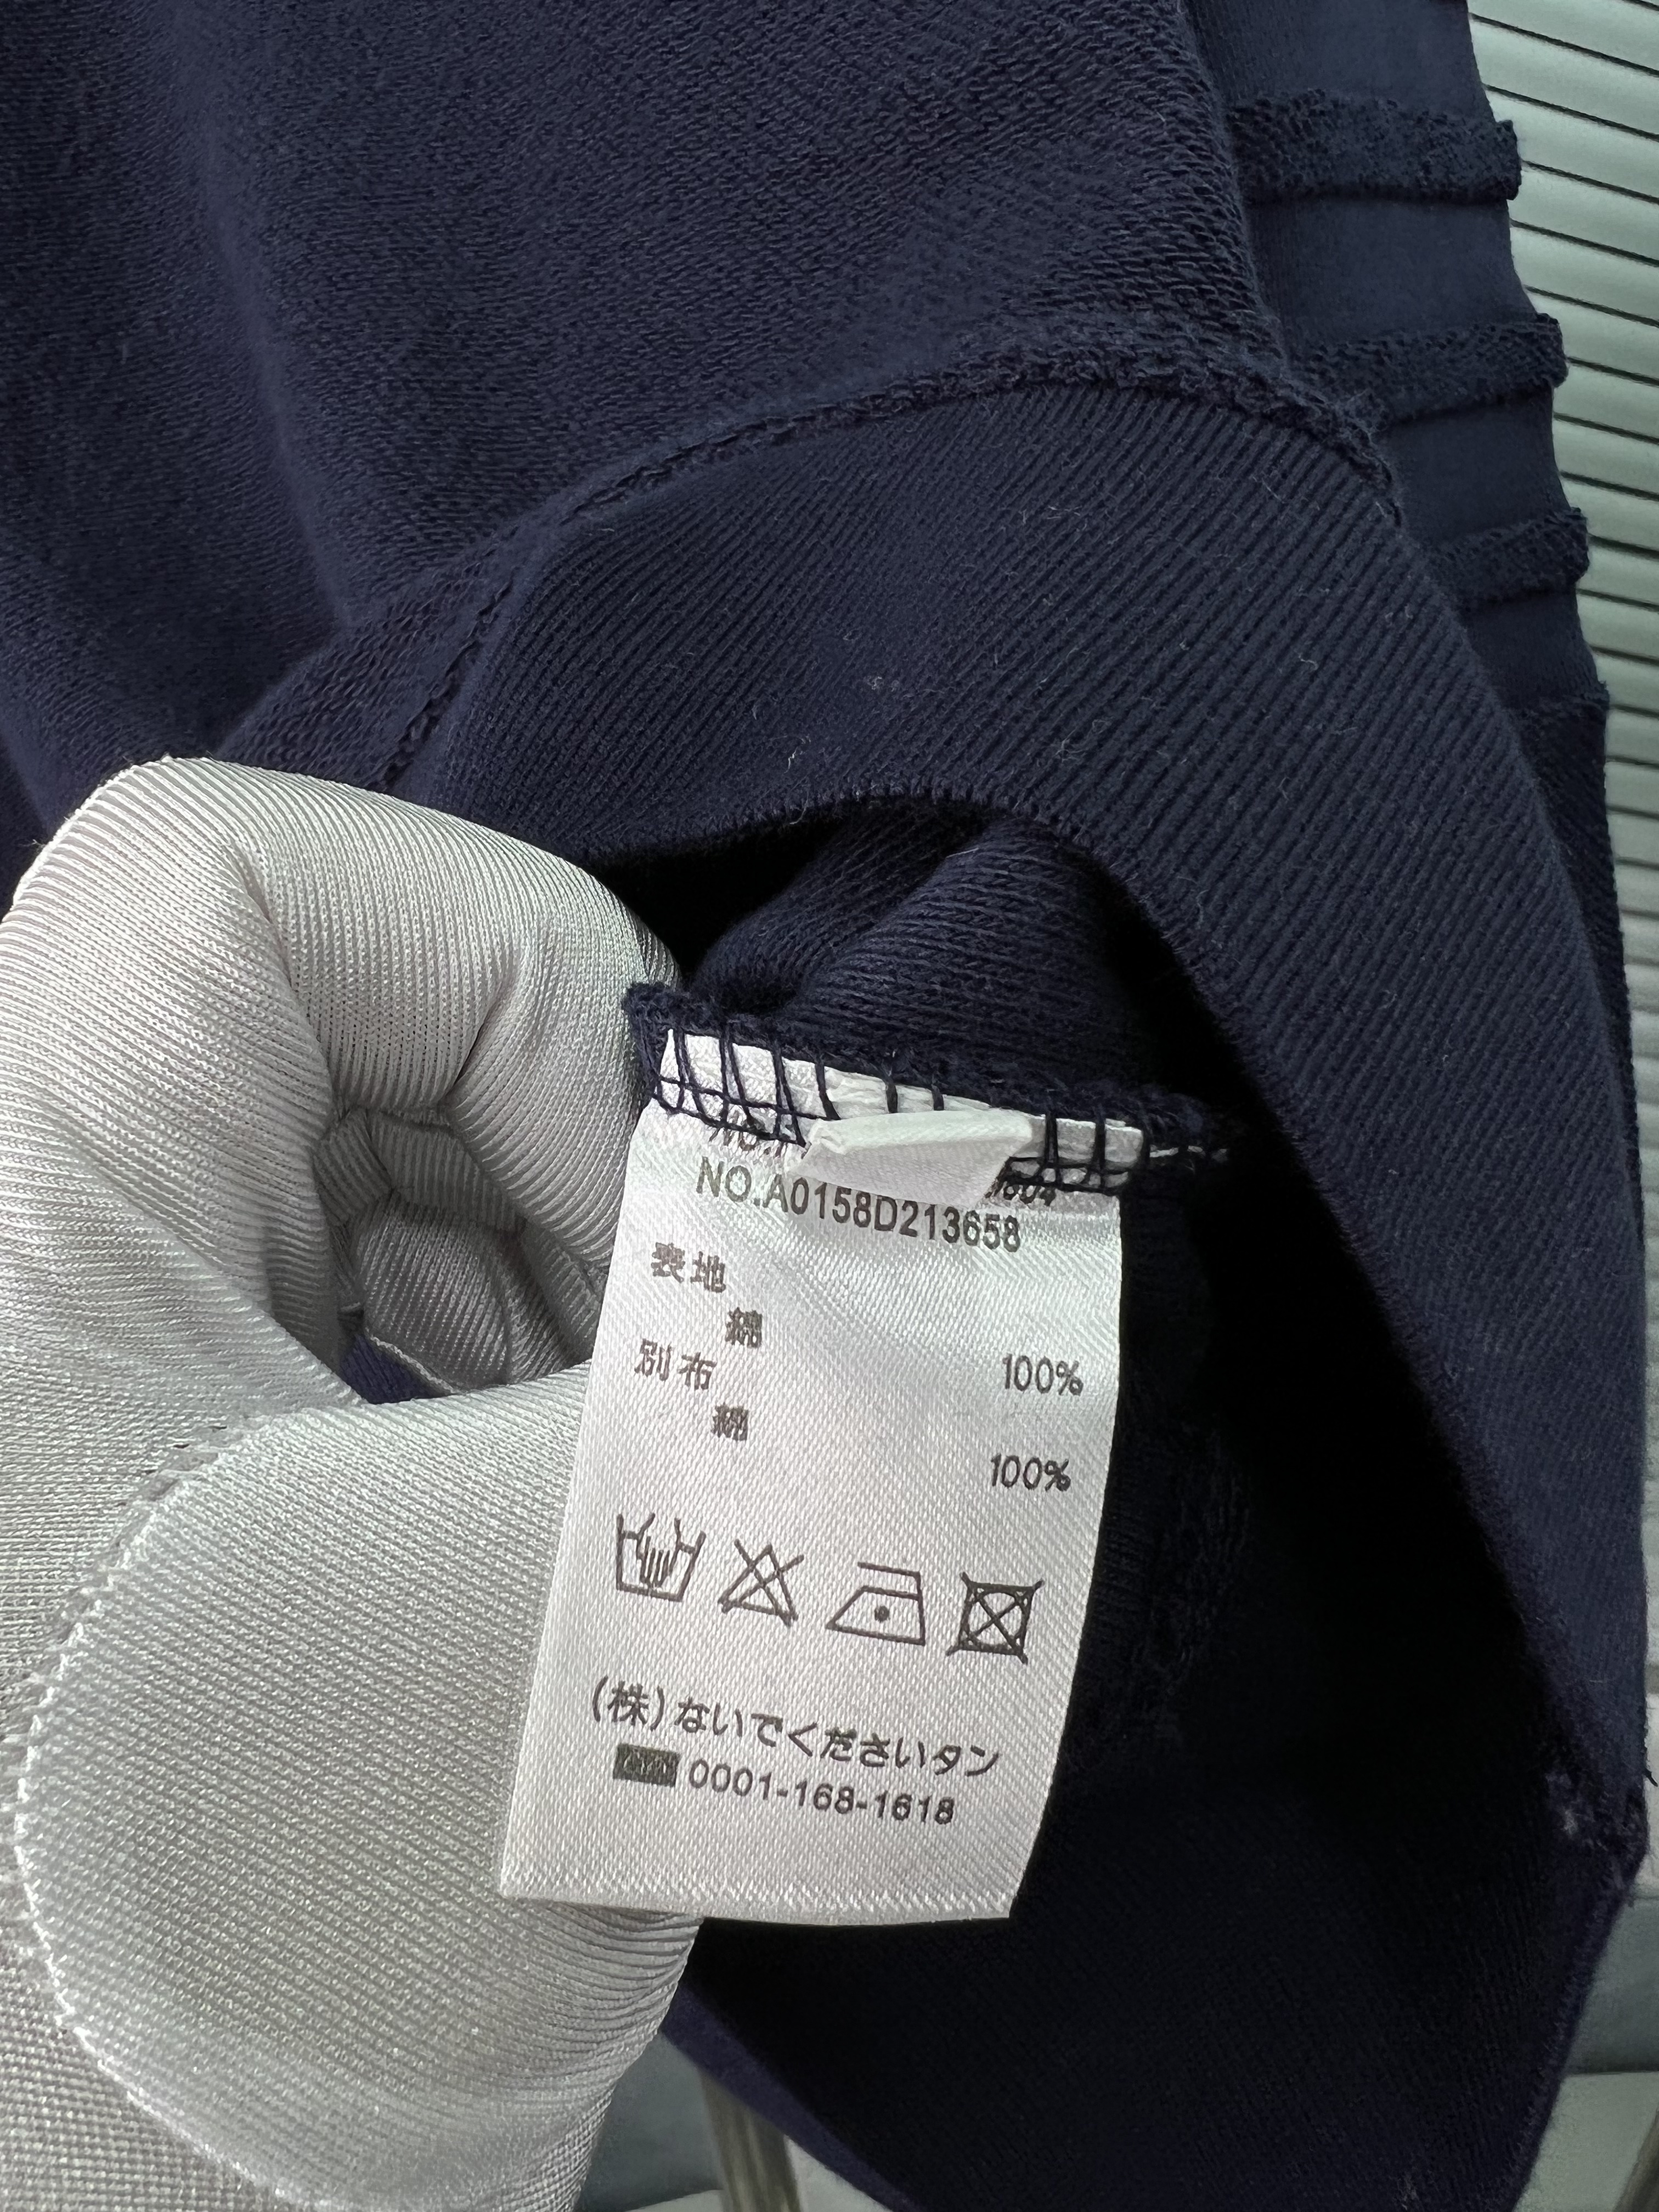 NO.A0158D213658
表地
綿 100%
別布
綿 100%
(株)ないでくださいタン
0001-168-1618